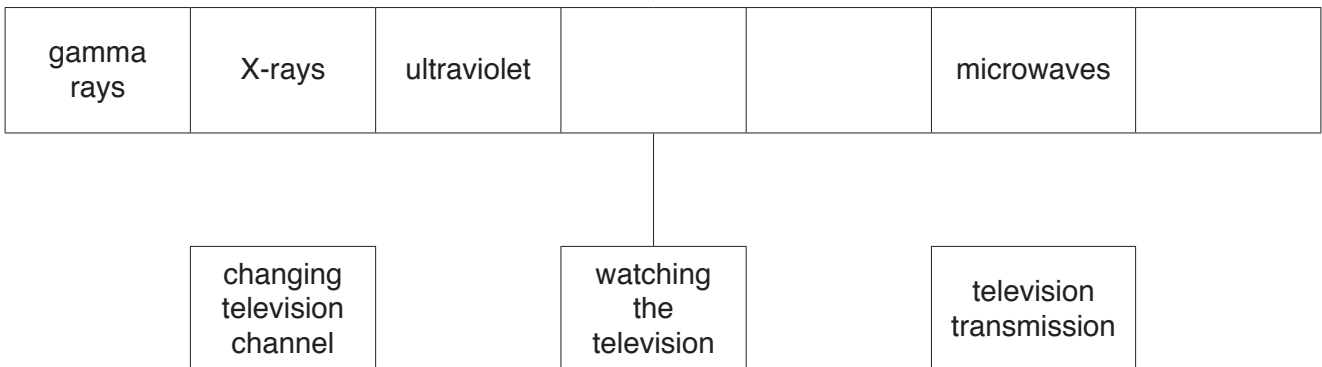 gamma
rays
X-rays
ultraviolet
microwaves
changing
television
channel
watching
the
television
television
transmission